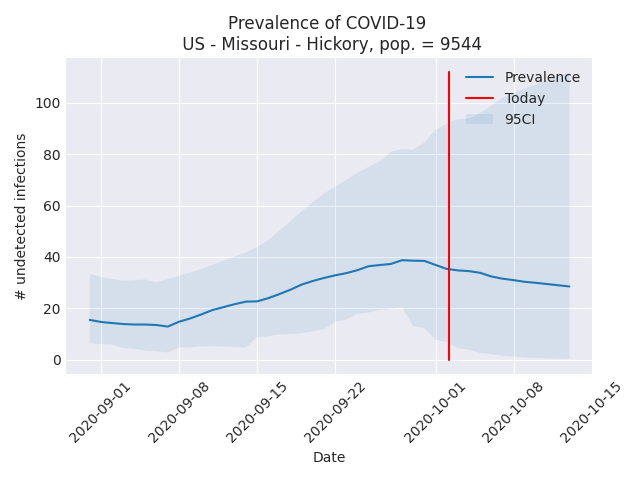 Prevalence of COVID-19
US - Missouri - Hickory, pop. = 9544
Prevalence
Today
95CI
100
80
60
40
20
0
# undetected infections
2020-09-01
2020-09-08
2020-09-15
2020-09-22
2020-10-01
2020-10-08
2020-10-15
Date